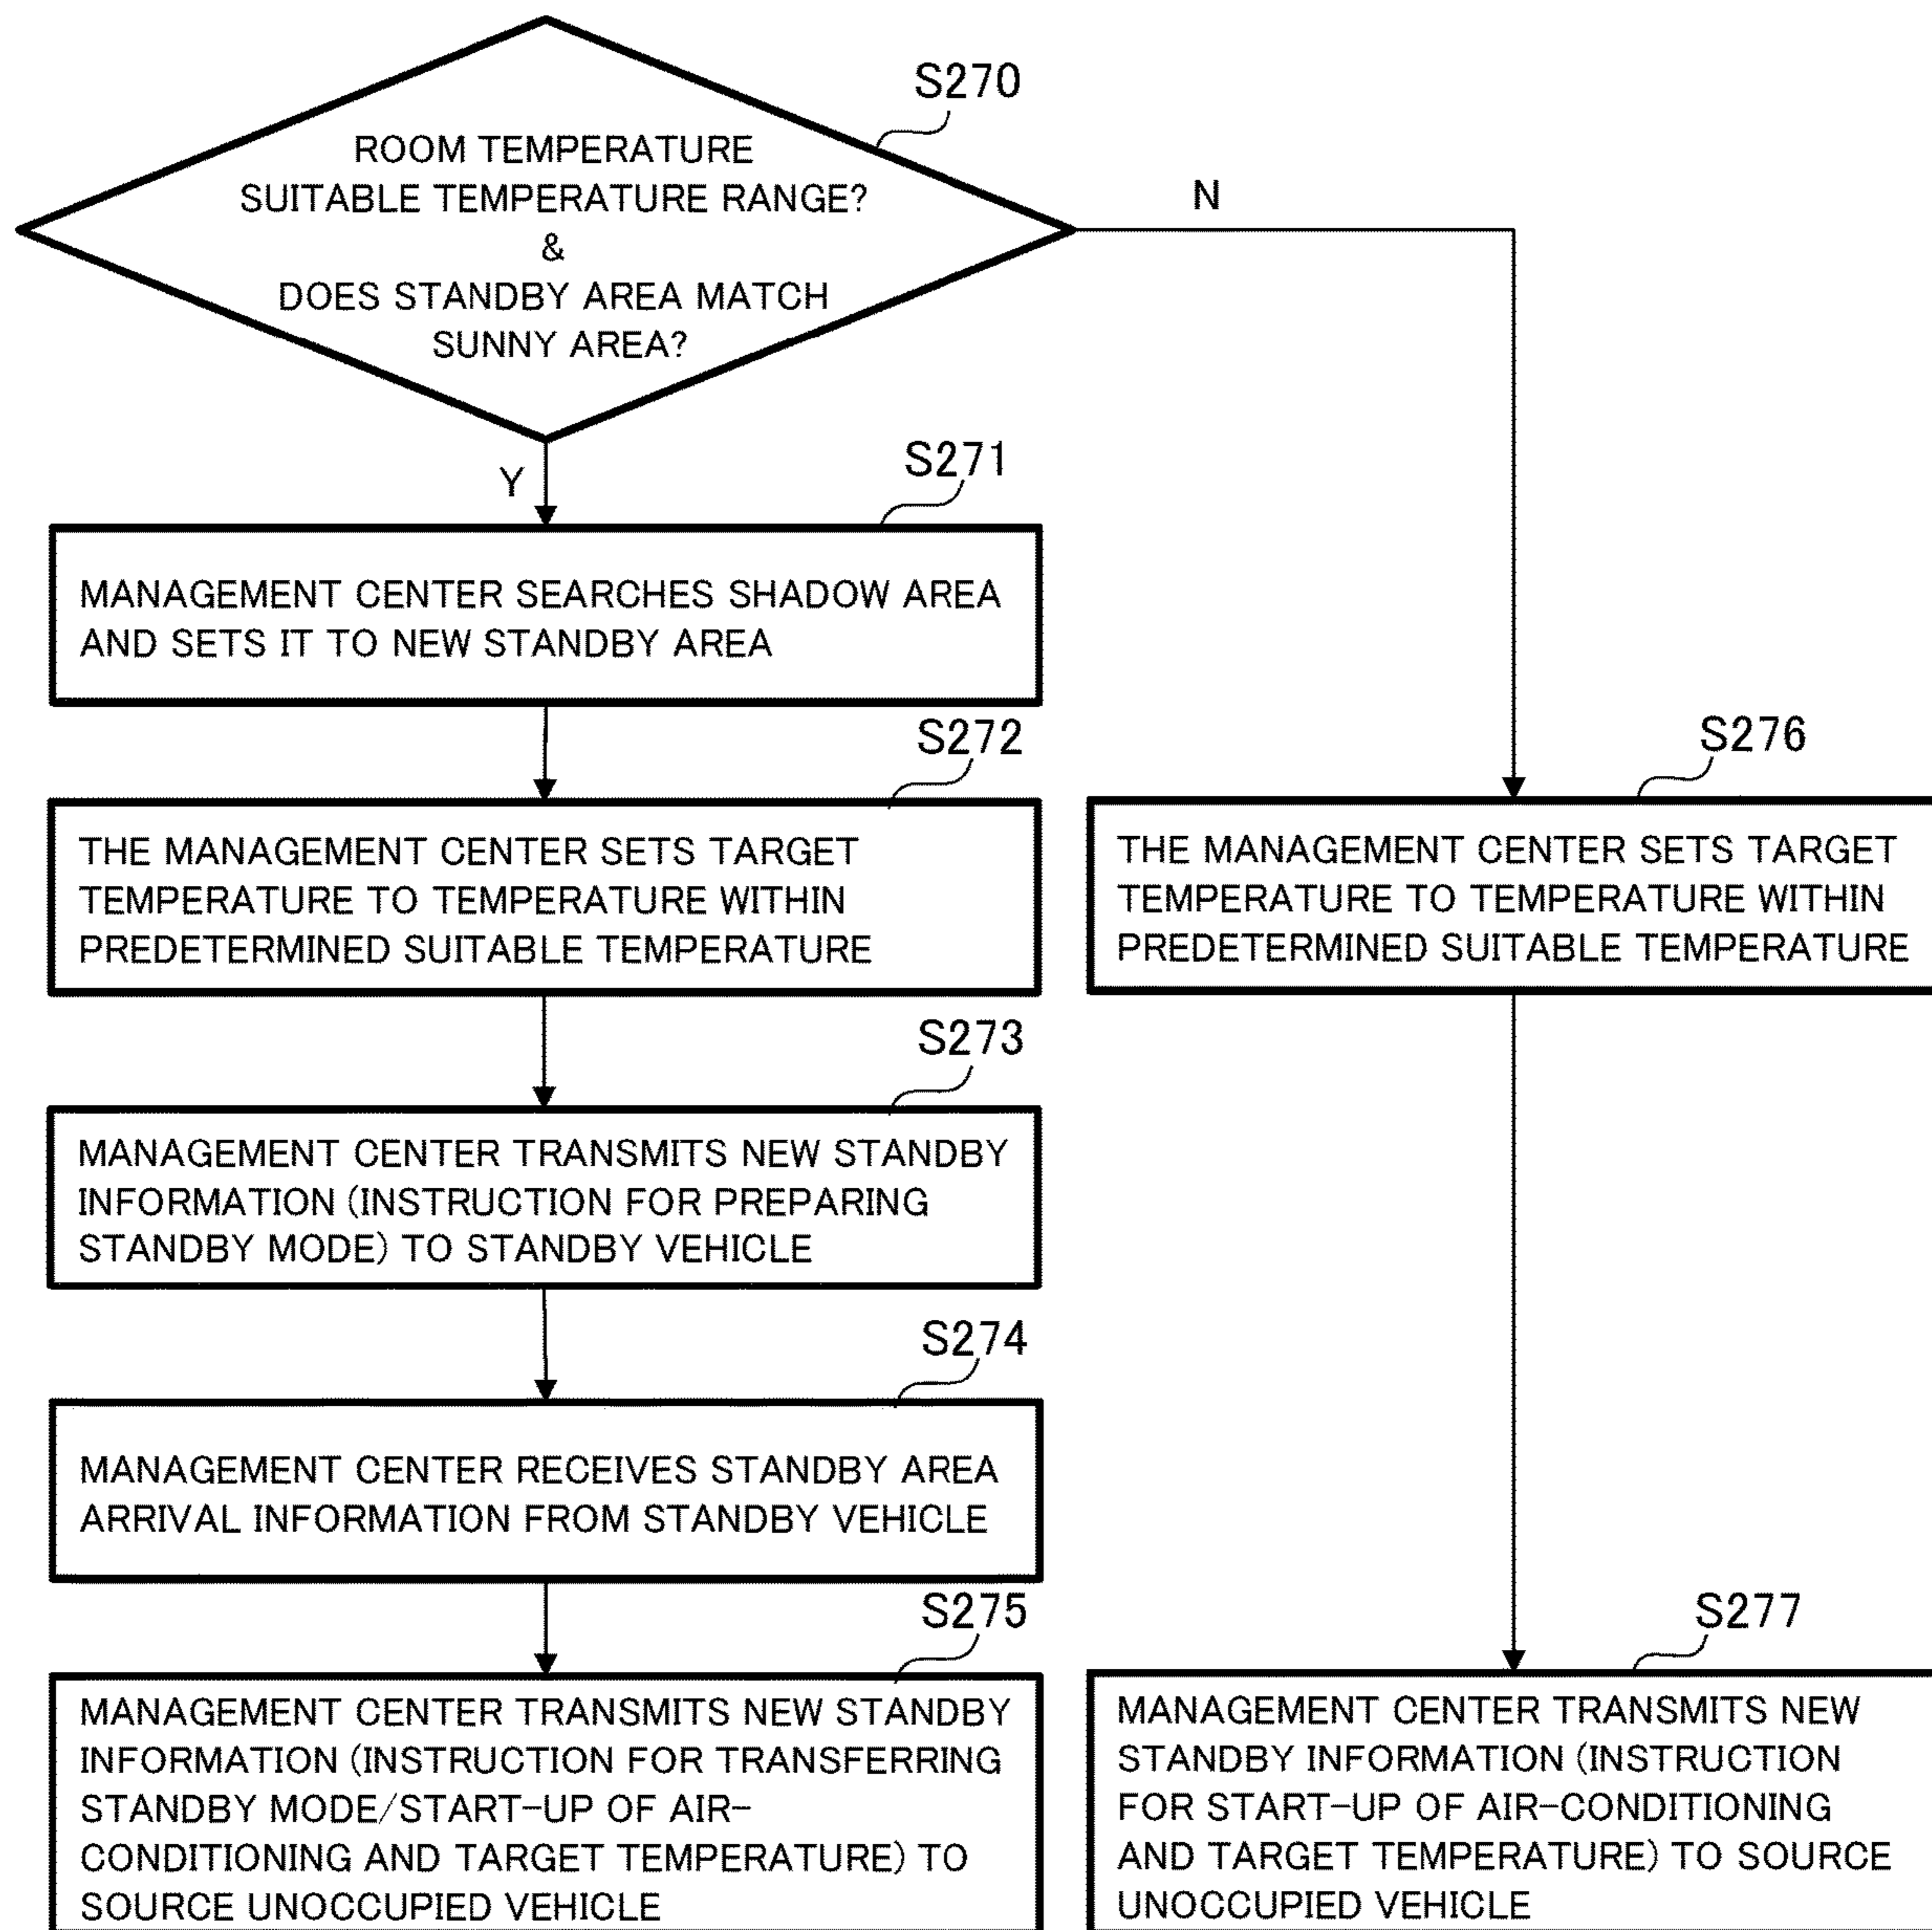 S270
ROOM TEMPERATURE
SUITABLE TEMPERATURE RANGE?
&
DOES STANDBY AREA MATCH
SUNNY AREA?
N
Y
S271
MANAGEMENT CENTER SEARCHES SHADOW AREA
AND SETS IT TO NEW STANDBY AREA
S272
THE MANAGEMENT CENTER SETS TARGET
TEMPERATURE TO TEMPERATURE WITHIN
PREDETERMINED SUITABLE TEMPERATURE
S276
THE MANAGEMENT CENTER SETS TARGET
TEMPERATURE TO TEMPERATURE WITHIN
PREDETERMINED SUITABLE TEMPERATURE
S273
MANAGEMENT CENTER TRANSMITS NEW STANDBY
INFORMATION (INSTRUCTION FOR PREPARING
STANDBY MODE) TO STANDBY VEHICLE
S274
MANAGEMENT CENTER RECEIVES STANDBY AREA
ARRIVAL INFORMATION FROM STANDBY VEHICLE
S275
MANAGEMENT CENTER TRANSMITS NEW STANDBY
INFORMATION (INSTRUCTION FOR TRANSFERRING
STANDBY MODE/START-UP OF AIR-
CONDITIONING AND TARGET TEMPERATURE) TO
SOURCE UNOCCUPIED VEHICLE
S277
MANAGEMENT CENTER TRANSMITS NEW
STANDBY INFORMATION (INSTRUCTION
FOR START-UP OF AIR-CONDITIONING
AND TARGET TEMPERATURE) TO SOURCE
UNOCCUPIED VEHICLE